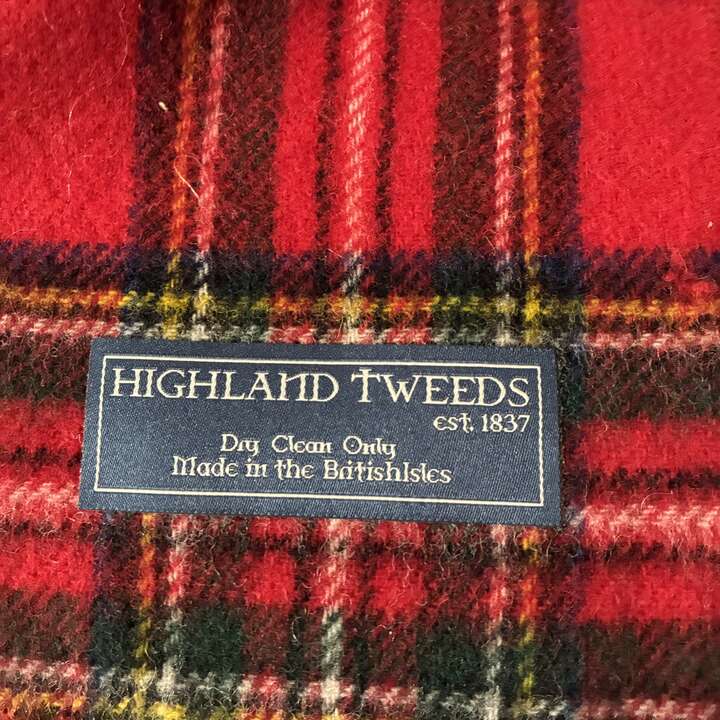 HIGHLAND TWEEDS
est. 1837
Dry Clean Only
Made in the BritishIsles